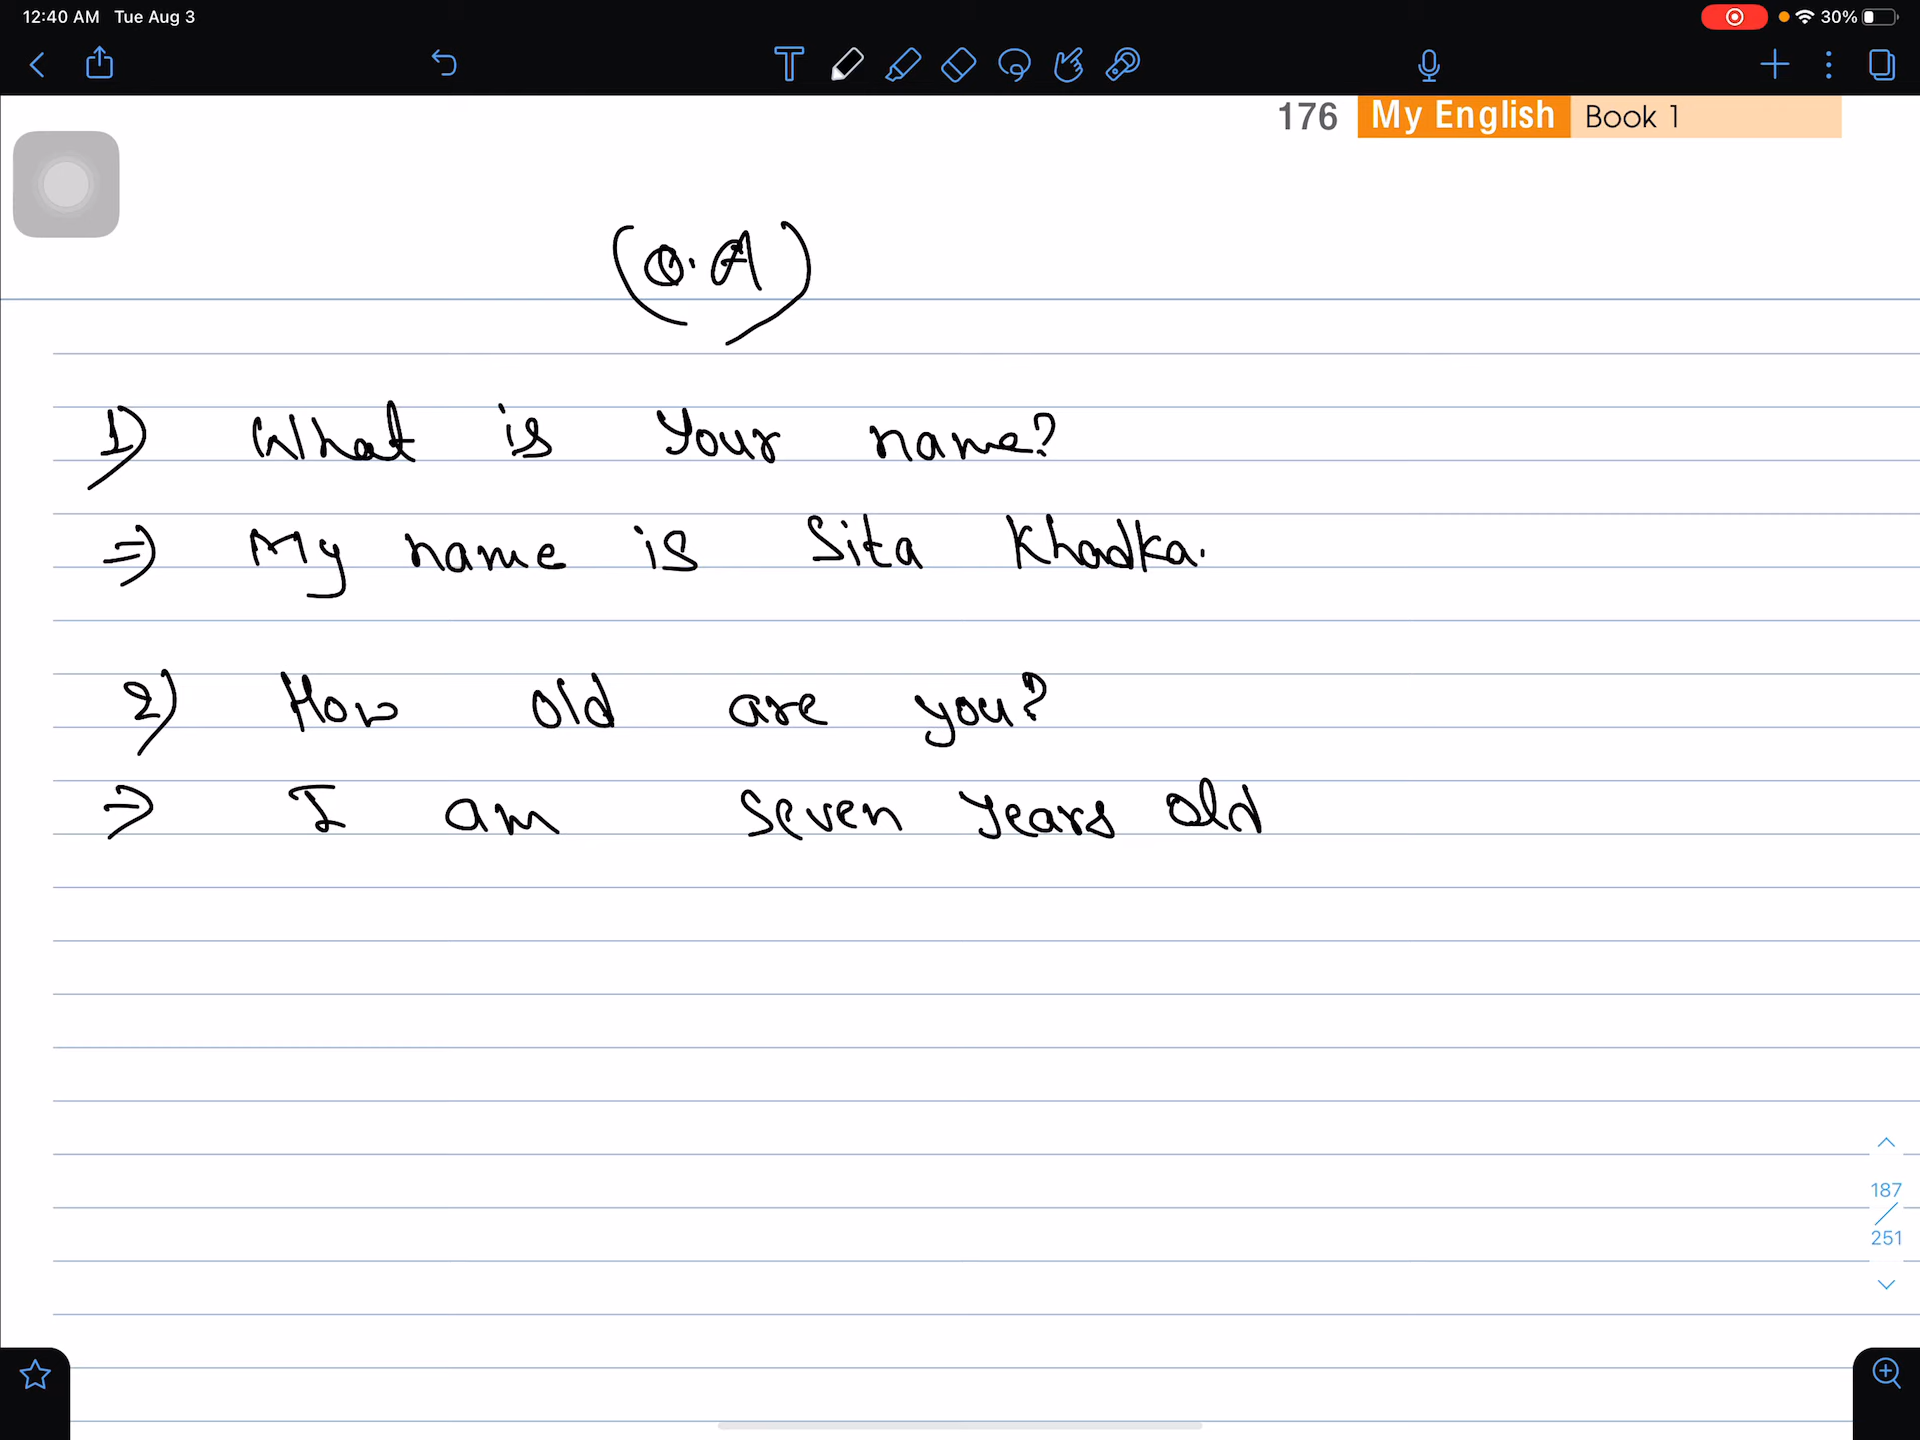 12:40 AM Tue Aug 3
30%
176 My English Book 1
(Q.A)
1) What is Your name?
⇒ My name is Sita Khadka.
2) How old are you?
⇒ I am seven Years old
187
251